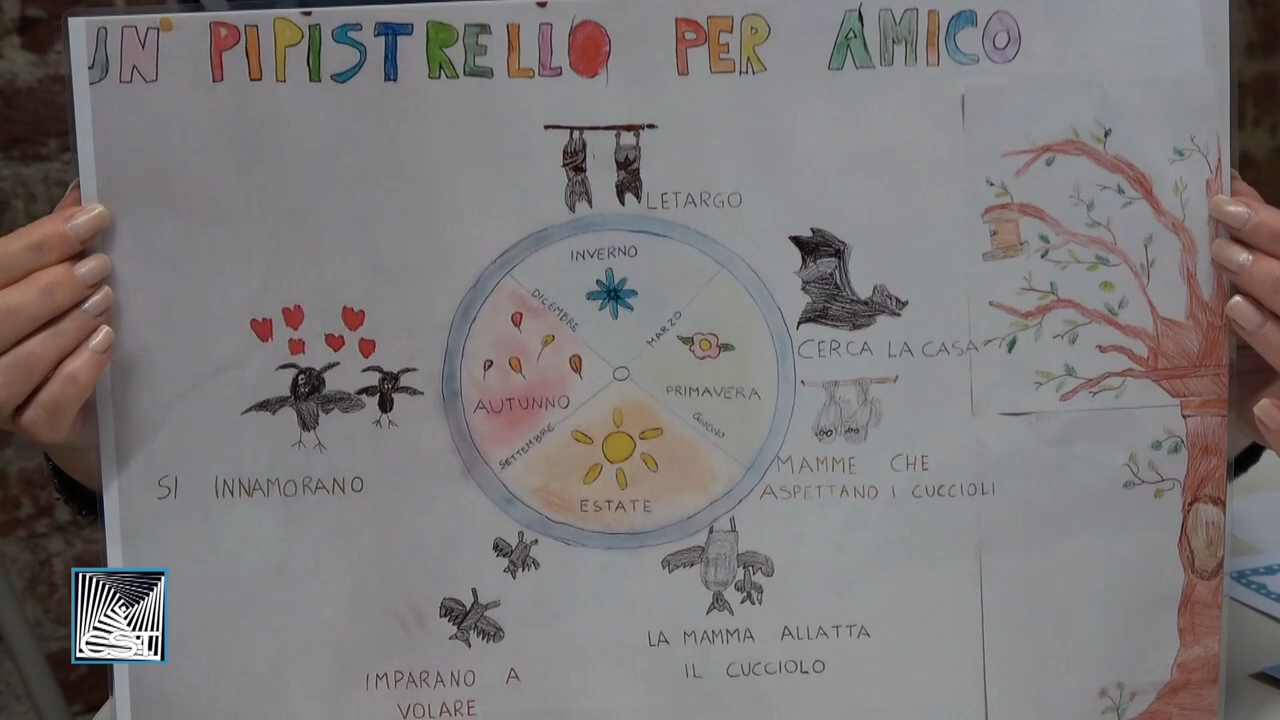 UN PIPISTRELLO PER AMICO
LETARGO
INVERNO
DICEMBRE
MARZO
CERCA LA CASA
PRIMAVERA
GIUGNO
AUTUNNO
SETTEMBRE
ESTATE
MAMME CHE
ASPETTANO I CUCCIOLI
SI INNAMORANO
LA MAMMA ALLATTA
IL CUCCIOLO
IMPARANO A
VOLARE
CST